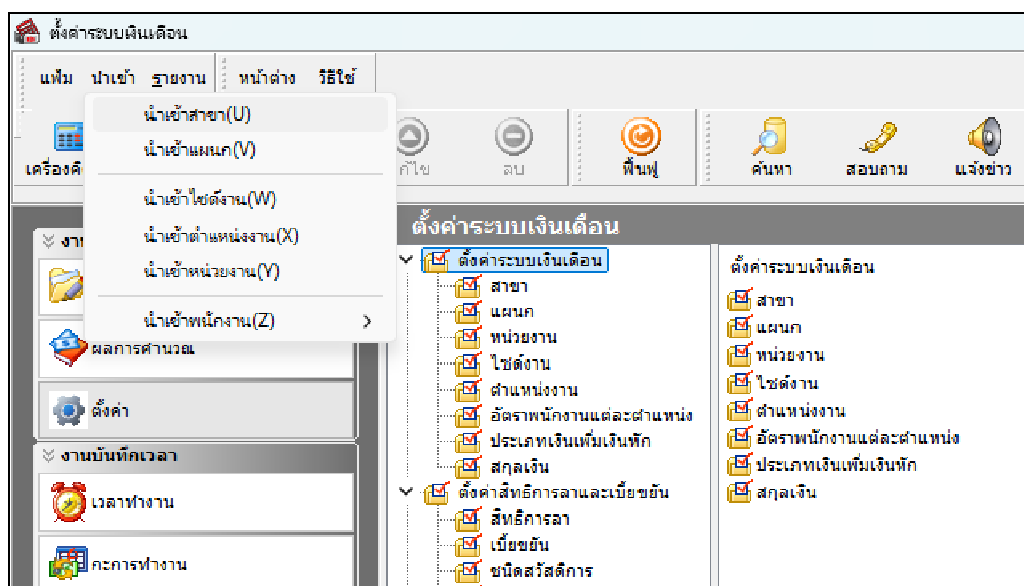 ตั้งค่าระบบเงินเดือน
แฟ้ม นำเข้า รายงาน หน้าต่าง วิธีใช้
นำเข้าสาขา(U)
นำเข้าแผนก(V)
นำเข้าไซด์งาน(W)
นำเข้าตำแหน่งงาน(X)
นำเข้าหน่วยงาน(Y)
นำเข้าพนักงาน(Z)
ลบ ฟื้นฟู ค้นหา สอบถาม แจ้งข่าว
ผลการคำนวณ
ตั้งค่า
งานบันทึกเวลา
เวลาทำงาน
กะการทำงาน
ตั้งค่าระบบเงินเดือน
ตั้งค่าระบบเงินเดือน
สาขา
แผนก
หน่วยงาน
ไซด์งาน
ตำแหน่งงาน
อัตราพนักงานแต่ละตำแหน่ง
ประเภทเงินเพิ่มเงินหัก
สกุลเงิน
ตั้งค่าสิทธิการลาและเบี้ยขยัน
สิทธิการลา
เบี้ยขยัน
ชนิดสวัสดิการ
ตั้งค่าระบบเงินเดือน
สาขา
แผนก
หน่วยงาน
ไซด์งาน
ตำแหน่งงาน
อัตราพนักงานแต่ละตำแหน่ง
ประเภทเงินเพิ่มเงินหัก
สกุลเงิน